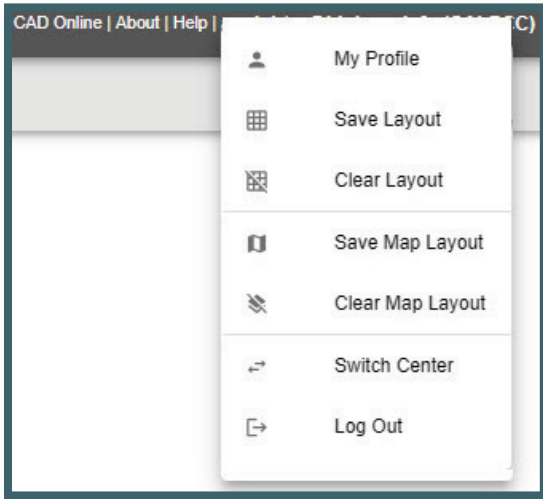 CAD Online | About | Help |
My Profile
Save Layout
Clear Layout
Save Map Layout
Clear Map Layout
Switch Center
Log Out